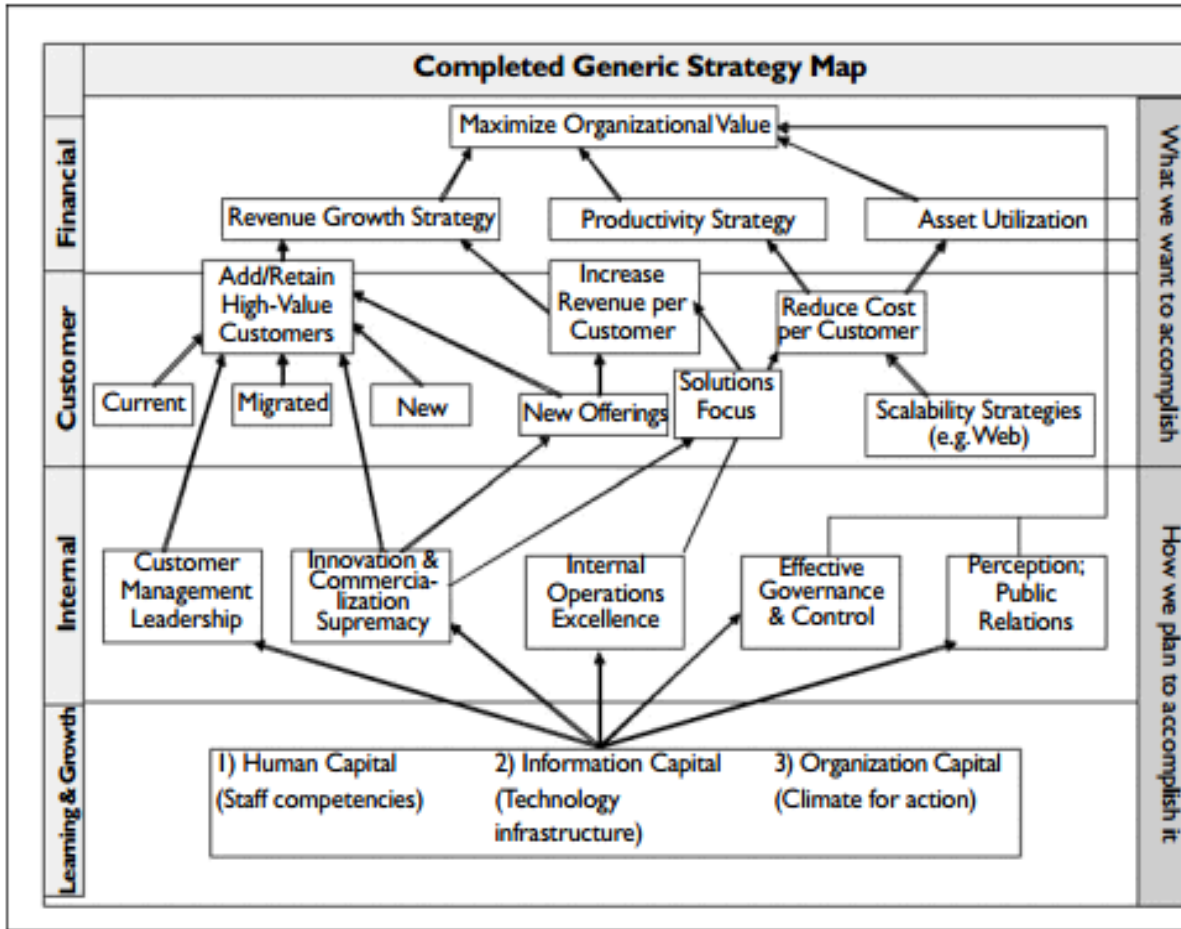 Completed Generic Strategy Map
Financial
Maximize Organizational Value
Revenue Growth Strategy
Productivity Strategy
Asset Utilization
What we want to accomplish
Customer
Add/Retain
High-Value
Customers
Increase
Revenue per
Customer
Reduce Cost
per Customer
Current
Migrated
New
New Offerings
Solutions
Focus
Scalability Strategies
(e.g. Web)
Internal
Customer
Management
Leadership
Innovation &
Commercia-
lization
Supremacy
Internal
Operations
Excellence
Effective
Governance
& Control
Perception;
Public
Relations
How we plan to accomplish it
Learning & Growth
1) Human Capital
(Staff competencies)
2) Information Capital
(Technology
infrastructure)
3) Organization Capital
(Climate for action)